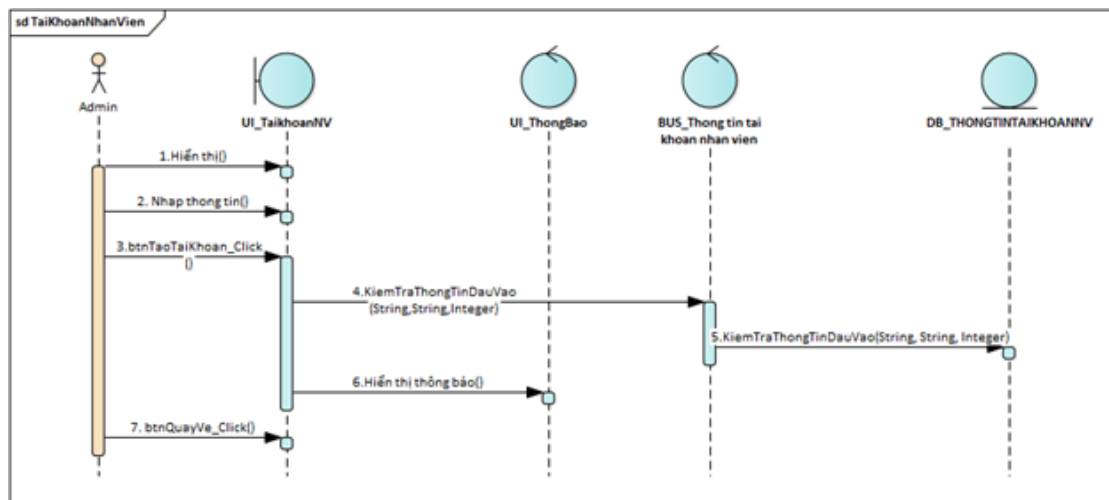 sd TaiKhoanNhanVien
Admin
UI_TaikhoanNV
UI_ThongBao
BUS_Thong tin tai
khoan nhan vien
DB_THONGTINTAIKHOANNV
1.Hiển thị()
2. Nhap thong tin()
3.btnTaoTaiKhoan_Click
()
4.KiemTraThongTinDauVao
(String,String,Integer)
5.KiemTraThongTinDauVao(String, String, Integer)
6.Hiển thị thông báo()
7. btnQuayVe_Click()